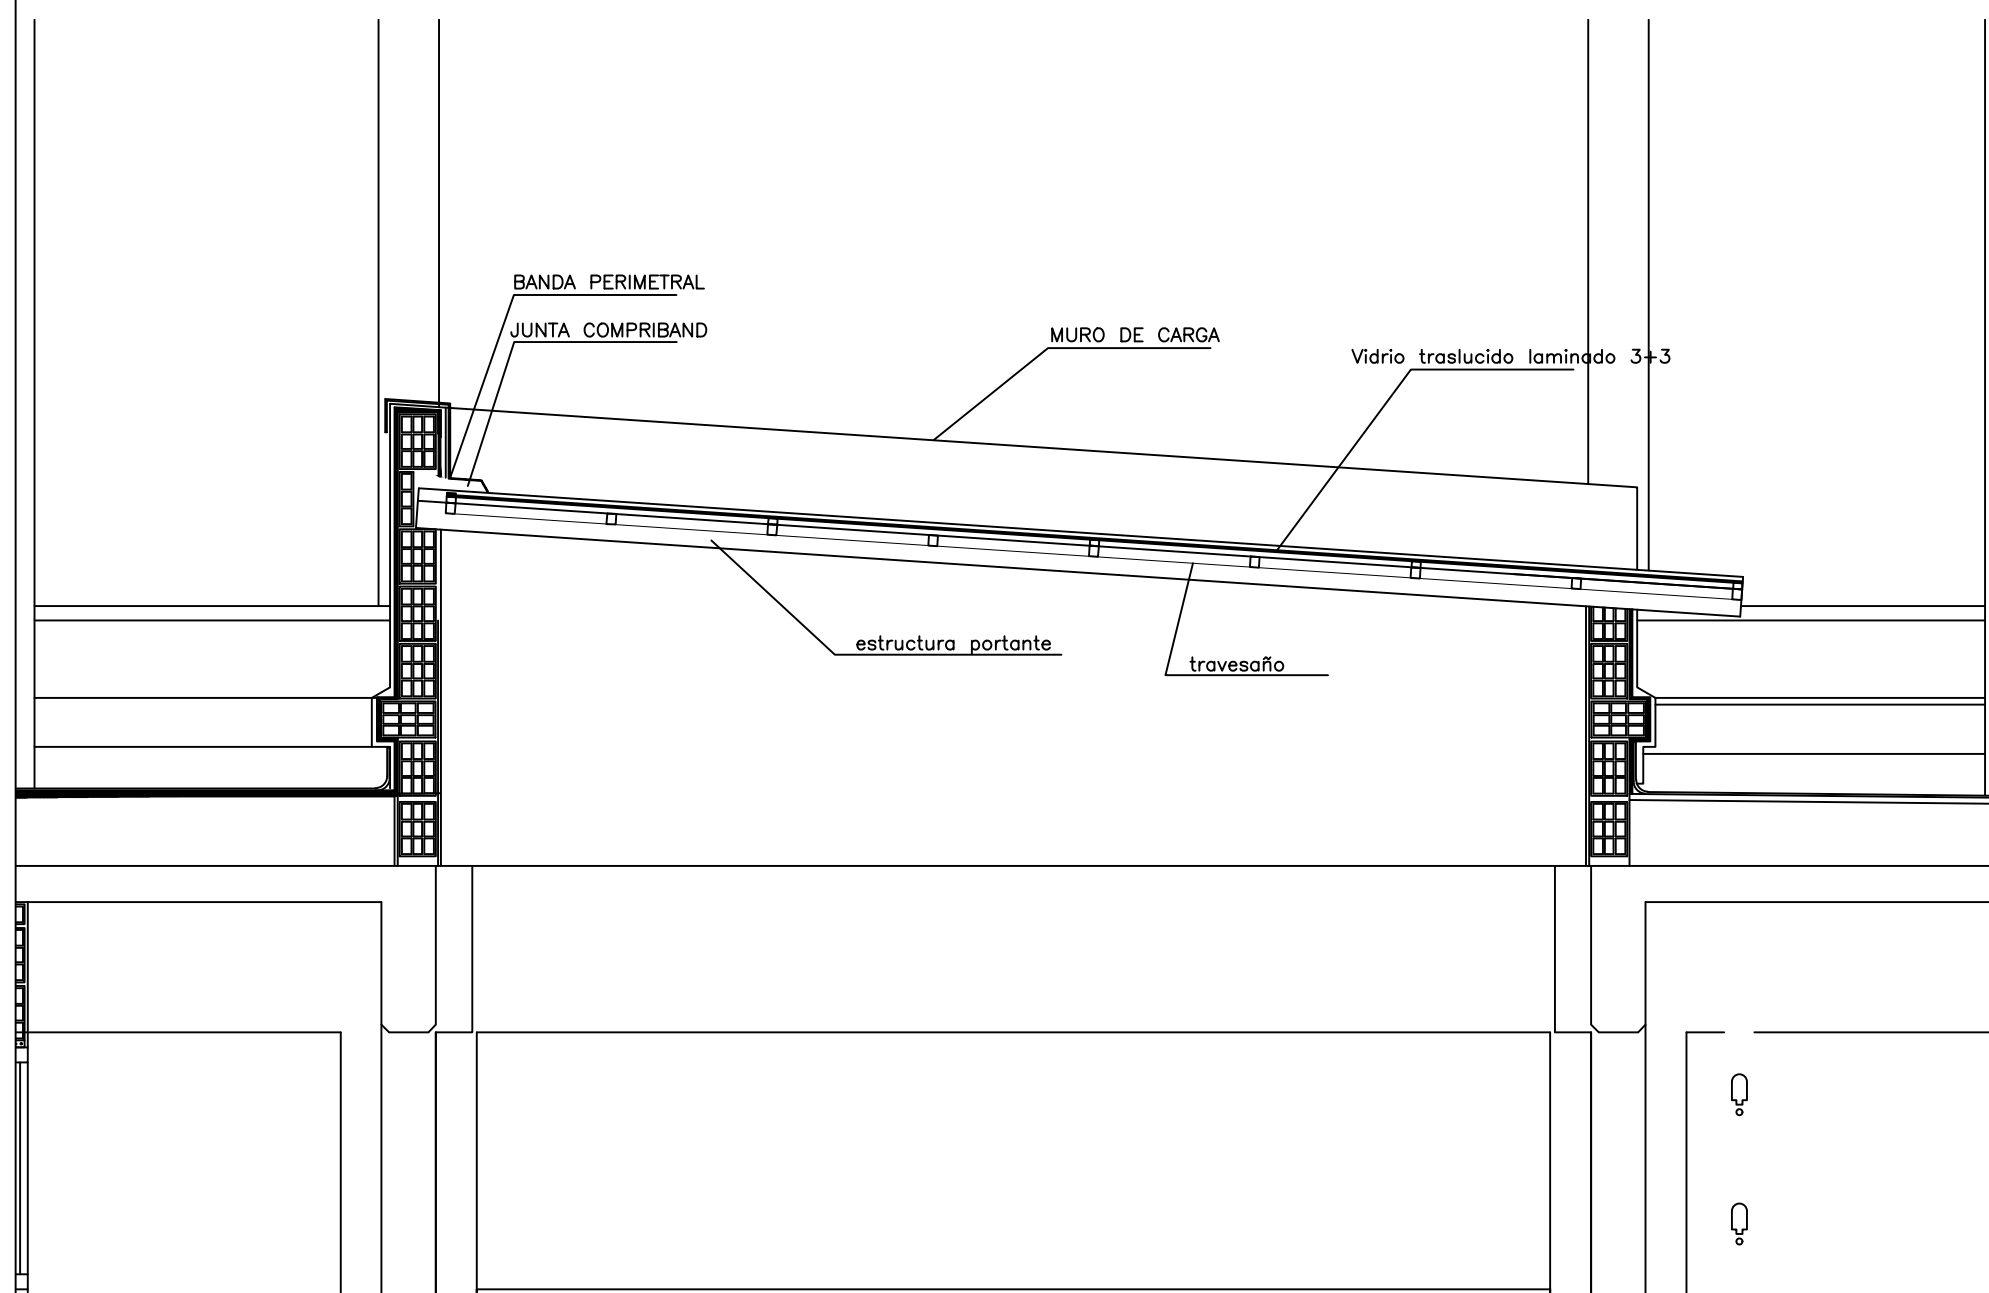 BANDA PERIMETRAL
JUNTA COMPRIBAND
MURO DE CARGA
Vidrio traslucido laminado 3+3
estructura portante
travesaño